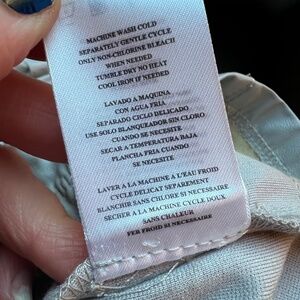 MACHINE WASH COLD
SEPARATELY GENTLE CYCLE
ONLY NON-CHLORINE BLEACH
WHEN NEEDED
TUMBLE DRY NO HEAT
COOL IRON IF NEEDED
LAVADO A MAQUINA
CON AGUA FRIA
SEPARADO CICLO DELICADO
USE SOLO BLANQUEADOR SIN CLORO
CUANDO SE NECESITE
SECAR A TEMPERATURA BAJA
PLANCHA FRIA CUANDO
SE NECESITE
LAVER A LA MACHINE A L'EAU FROID
CYCLE DELICAT SEPAREMENT
BLANCHIR SANS CHLORE SI NECESSAIRE
SECHER A LA MACHINE CYCLE DOUX
SANS CHALEUR
FER FROID SI NECESSAIRE